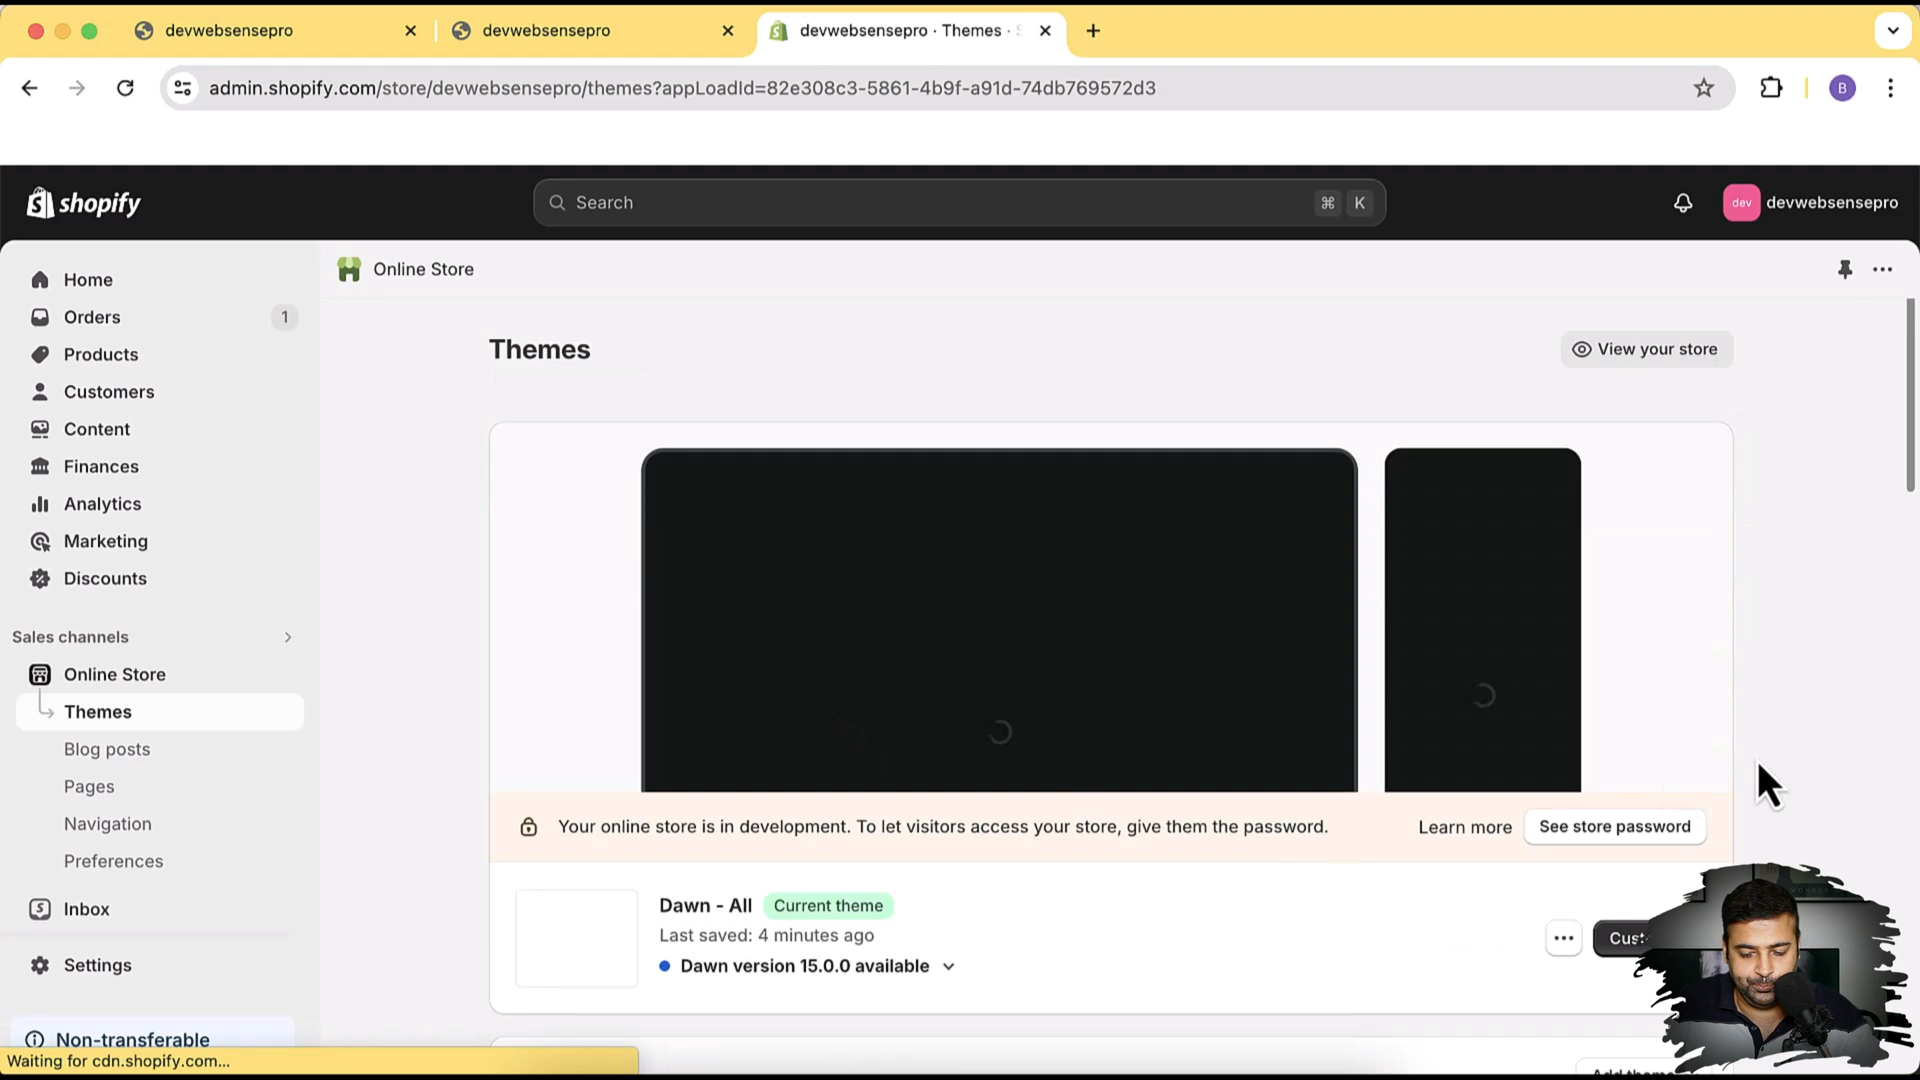 devwebsensepro
devwebsensepro
devwebsensepro · Themes ·
admin.shopify.com/store/devwebsensepro/themes?appLoadId=82e308c3-5861-4b9f-a91d-74db769572d3
B
shopify
Search
⌘ K
dev
devwebsensepro
Home
Orders
1
Products
Customers
Content
Finances
Analytics
Marketing
Discounts
Sales channels
Online Store
Themes
Blog posts
Pages
Navigation
Preferences
Inbox
Settings
Non-transferable
Waiting for cdn.shopify.com...
Online Store
Themes
View your store
Your online store is in development. To let visitors access your store, give them the password.
Learn more
See store password
Dawn - All
Current theme
Last saved: 4 minutes ago
Dawn version 15.0.0 available